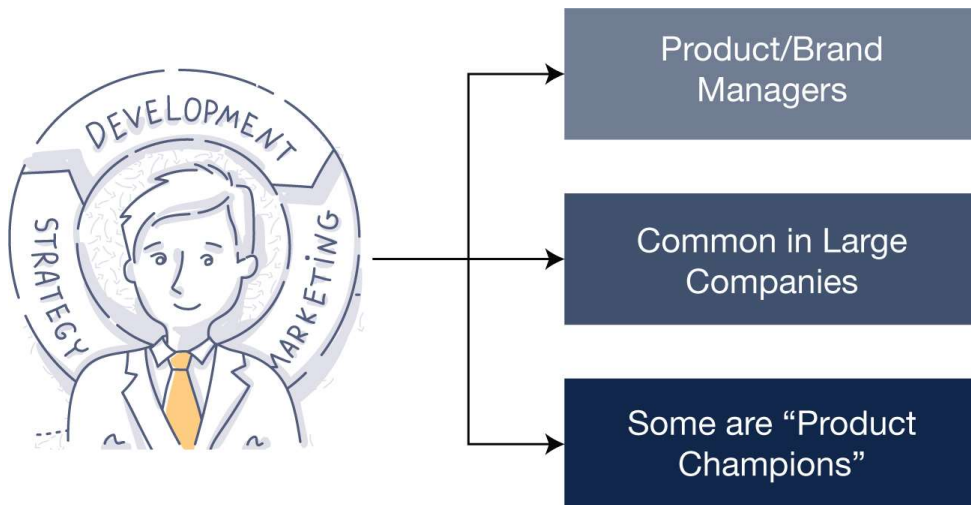 DEVELOPMENT
STRATEGY
MARKETiNG
Product/Brand
Managers
Common in Large
Companies
Some are “Product
Champions”